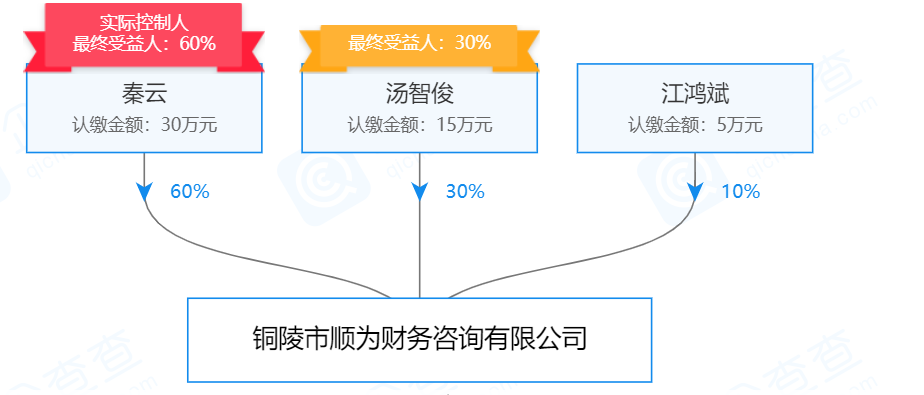 实际控制人
最终受益人：60%
最终受益人：30%
秦云
认缴金额：30万元
汤智俊
认缴金额：15万元
江鸿斌
认缴金额：5万元
60%
30%
10%
铜陵市顺为财务咨询有限公司